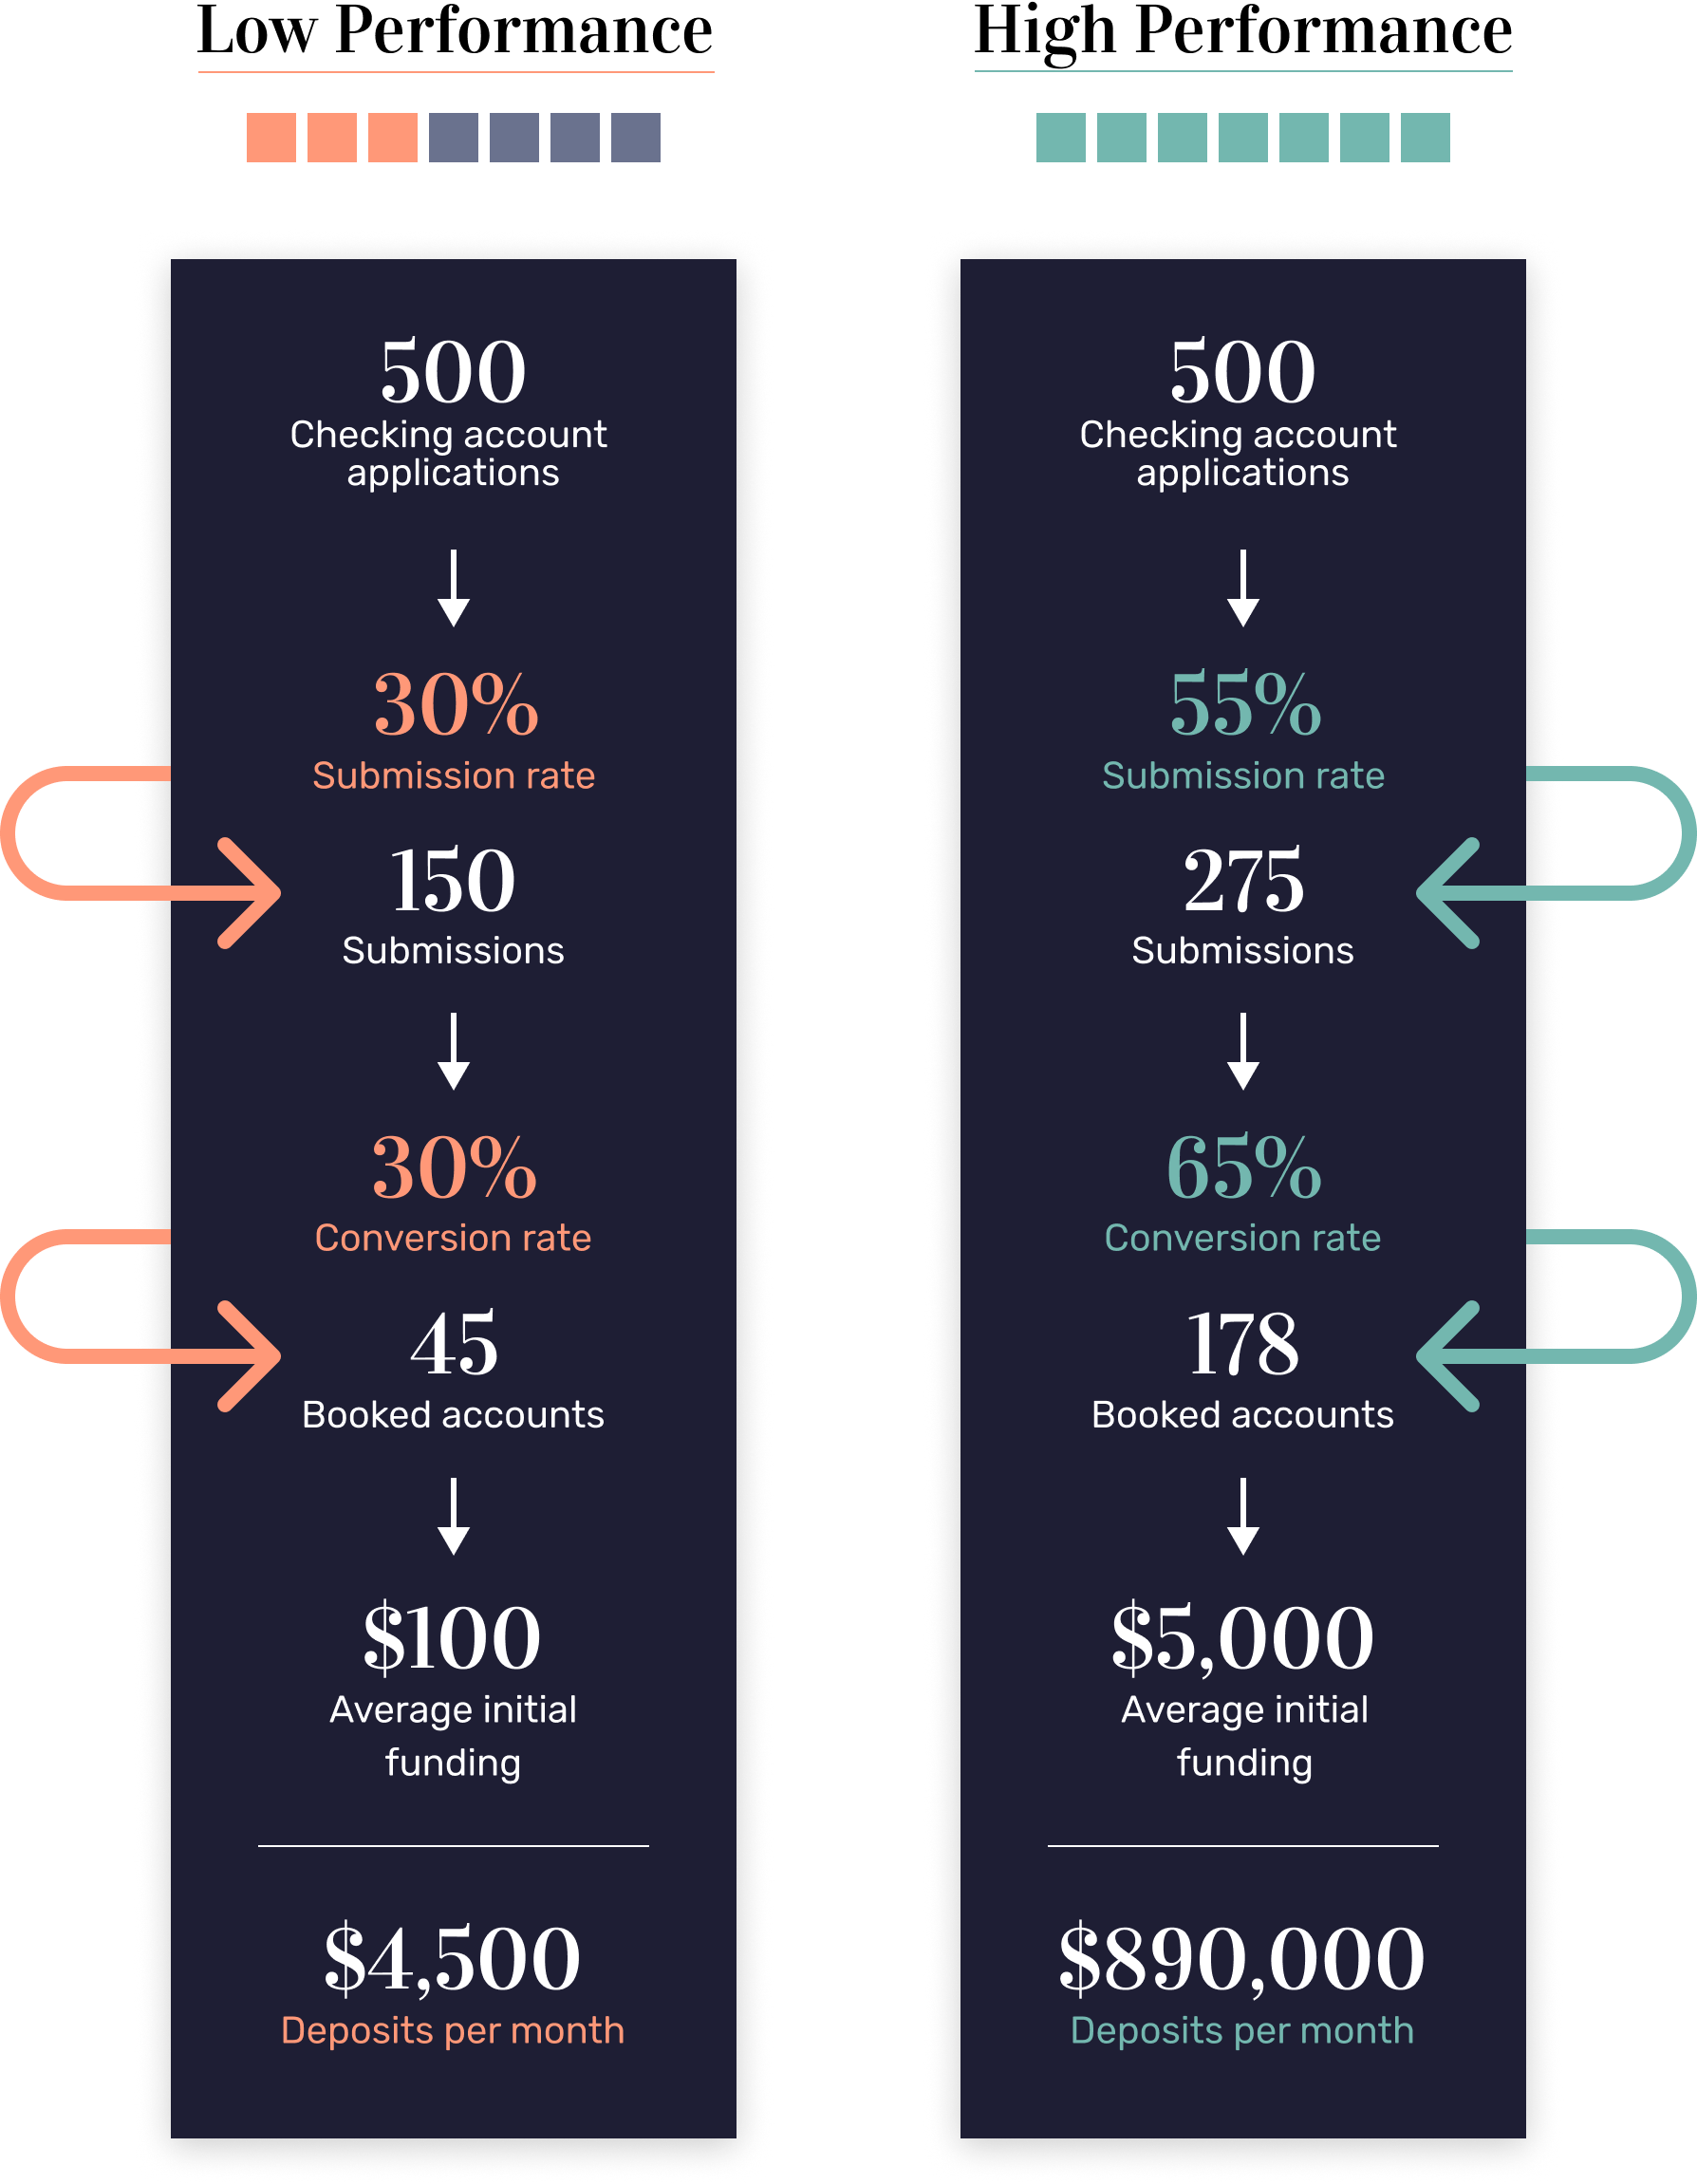 Low Performance
500
Checking account
applications
30%
Submission rate
150
Submissions
30%
Conversion rate
45
Booked accounts
$100
Average initial
funding
$4,500
Deposits per month
High Performance
500
Checking account
applications
55%
Submission rate
275
Submissions
65%
Conversion rate
178
Booked accounts
$5,000
Average initial
funding
$890,000
Deposits per month